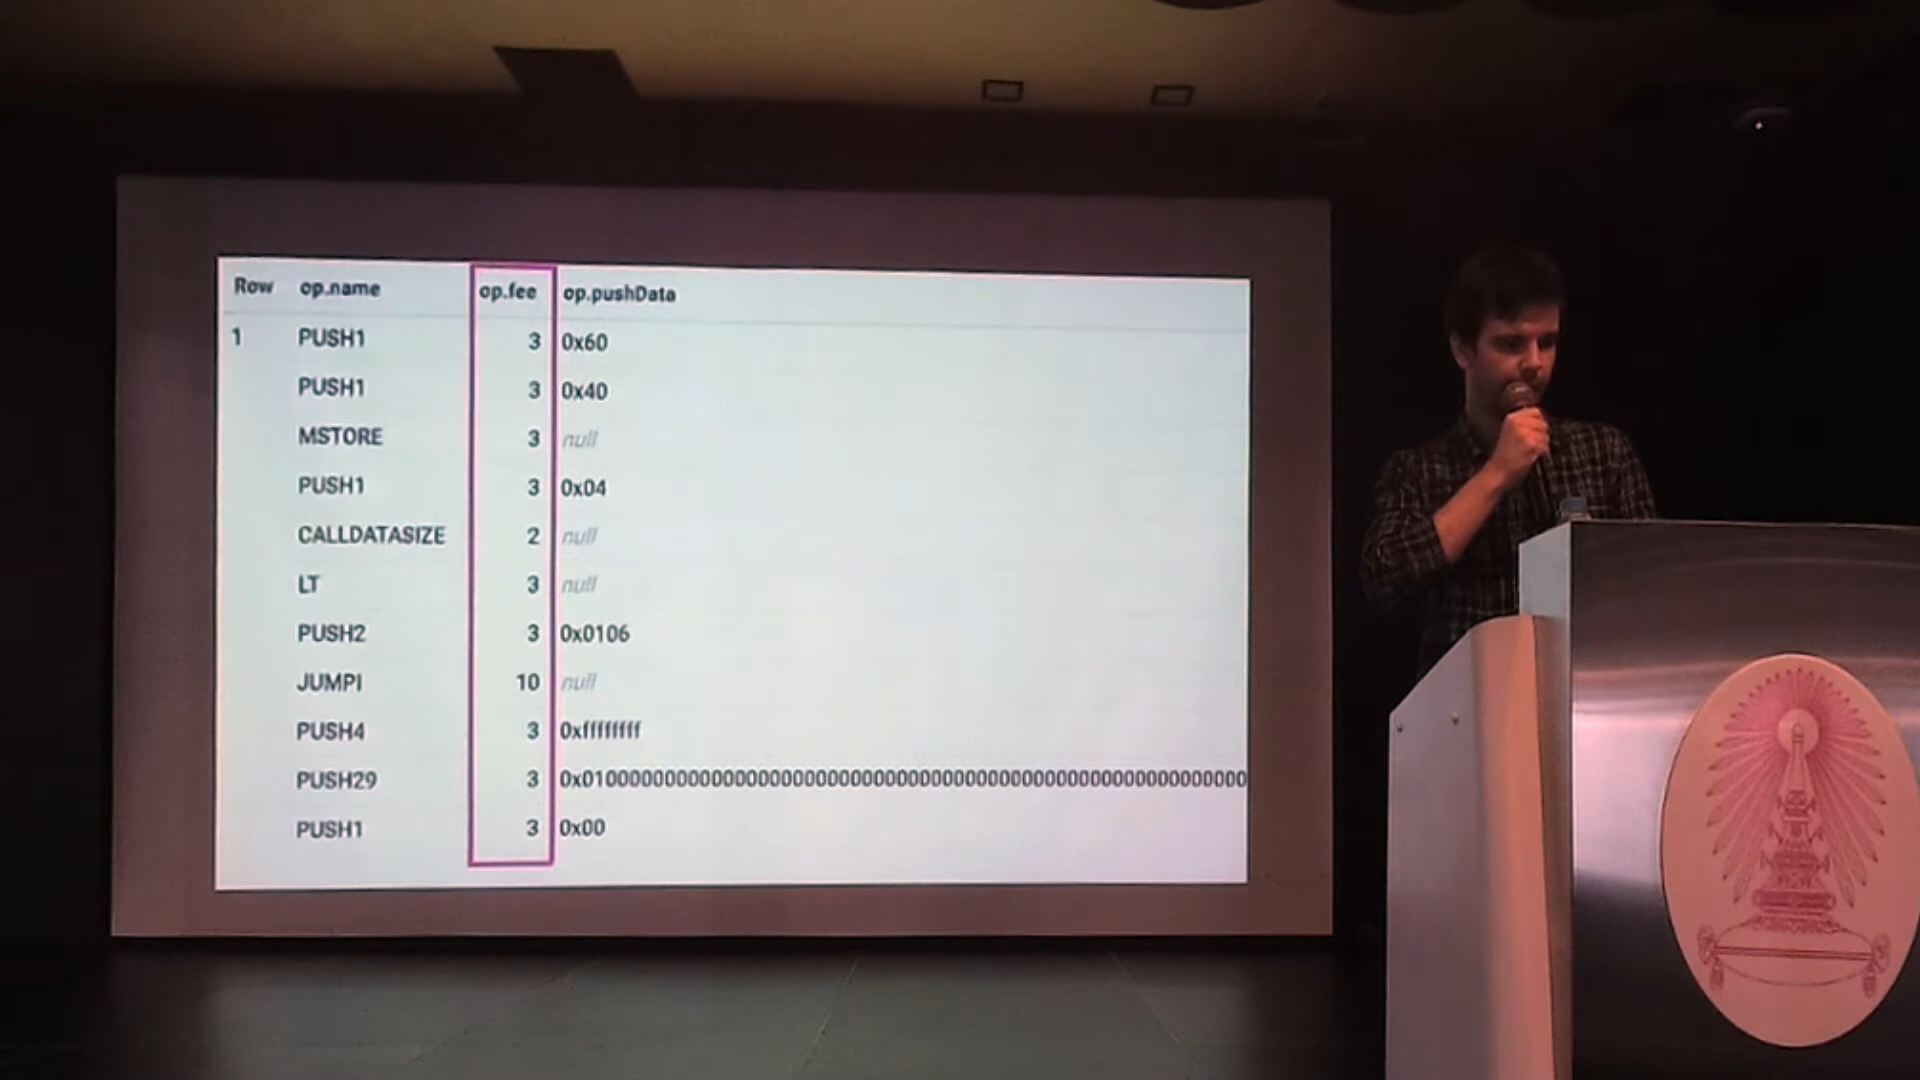 Row op.name op.fee op.pushData
1 PUSH1 3 0x60
PUSH1 3 0x40
MSTORE 3 null
PUSH1 3 0x04
CALLDATASIZE 2 null
LT 3 null
PUSH2 3 0x0106
JUMPI 10 null
PUSH4 3 0xffffffff
PUSH29 3 0x0100000000000000000000000000000000000000000000000000000000
PUSH1 3 0x00